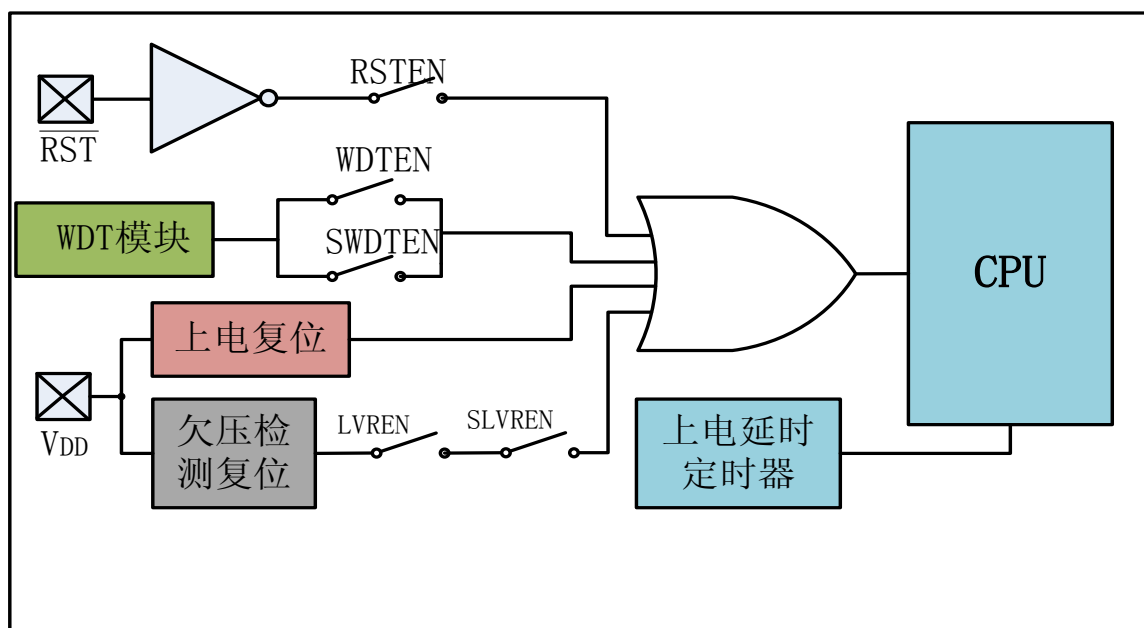 RSTEN
RST
WDTEN
WDT模块
SWDTEN
CPU
上电复位
VDD
欠压检
测复位
LVREN
SLVREN
上电延时
定时器